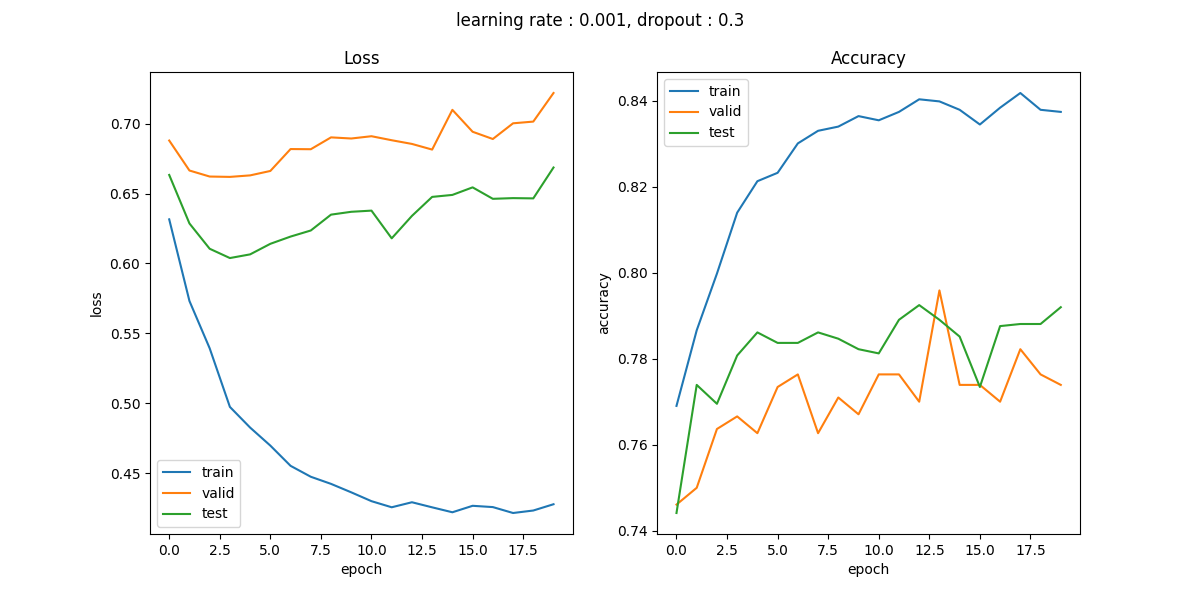 learning rate : 0.001, dropout : 0.3
Loss
0.70
0.65
0.60
0.55
0.50
0.45
loss
train
valid
test
0.0 2.5 5.0 7.5 10.0 12.5 15.0 17.5
epoch
Accuracy
train
valid
test
0.84
0.82
0.80
0.78
0.76
0.74
accuracy
0.0 2.5 5.0 7.5 10.0 12.5 15.0 17.5
epoch